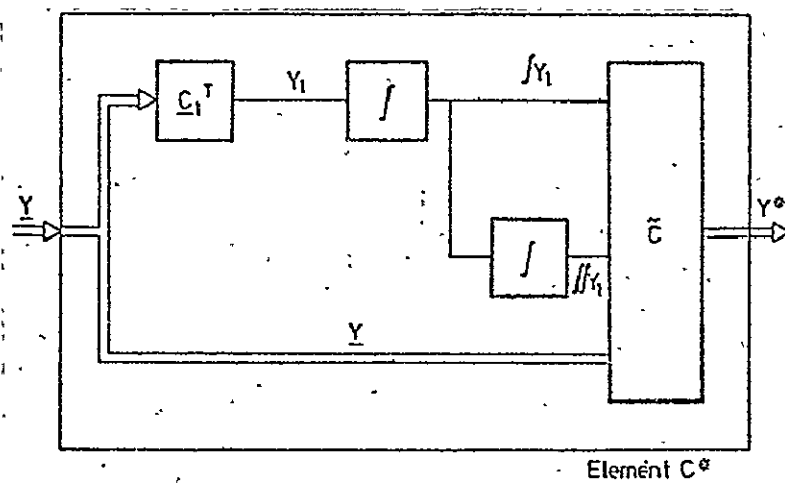 C₁ᵀ
Y₁
∫
∫Y₁
Y
Y*
C̃
∫
∫∫Y₁
Y
Element C*